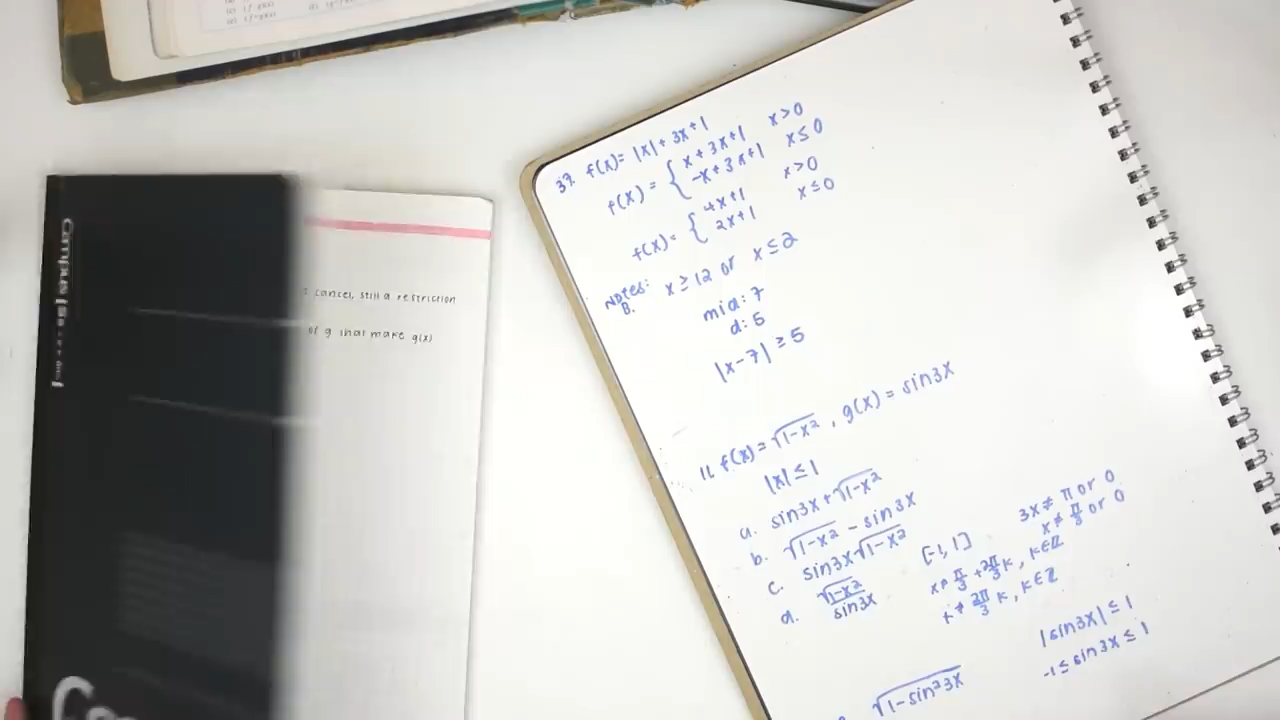 37. f(x) = |x| + 3x + 1
f(x) = { x + 3x + 1 x > 0
-x + 3x + 1 x ≤ 0
f(x) = { 4x + 1 x > 0
2x + 1 x ≤ 0
Notes:
B. x ≥ 12 or x ≤ 2
mid: 7
d: 5
|x - 7| ≥ 5
11. f(x) = √(1-x²), g(x) = sin3x
|x| ≤ 1
a. sin3x + √(1-x²)
b. √(1-x²) - sin3x
c. sin3x√(1-x²)
d. √(1-x²) / sin3x
[-1, 1]
3x ≠ π or 0
x ≠ π/3 or 0
x ≠ π/3 + 2π/3 k, k∈ℤ
x ≠ 2π/3 k, k∈ℤ
|sin3x| ≤ 1
-1 ≤ sin3x ≤ 1
√(1-sin²3x)
cancel, still a restriction
of g that make g(x)
Campus